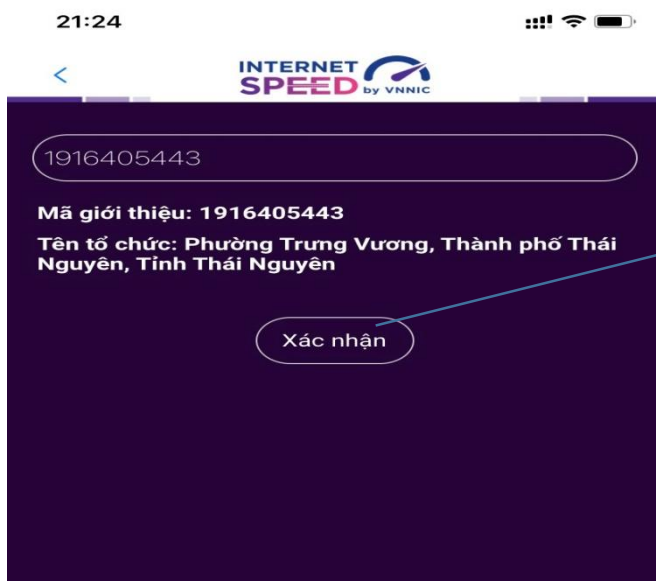 21:24
<
INTERNET
SPEED by VNNIC
1916405443
Mã giới thiệu: 1916405443
Tên tổ chức: Phường Trưng Vương, Thành phố Thái
Nguyên, Tỉnh Thái Nguyên
Xác nhận